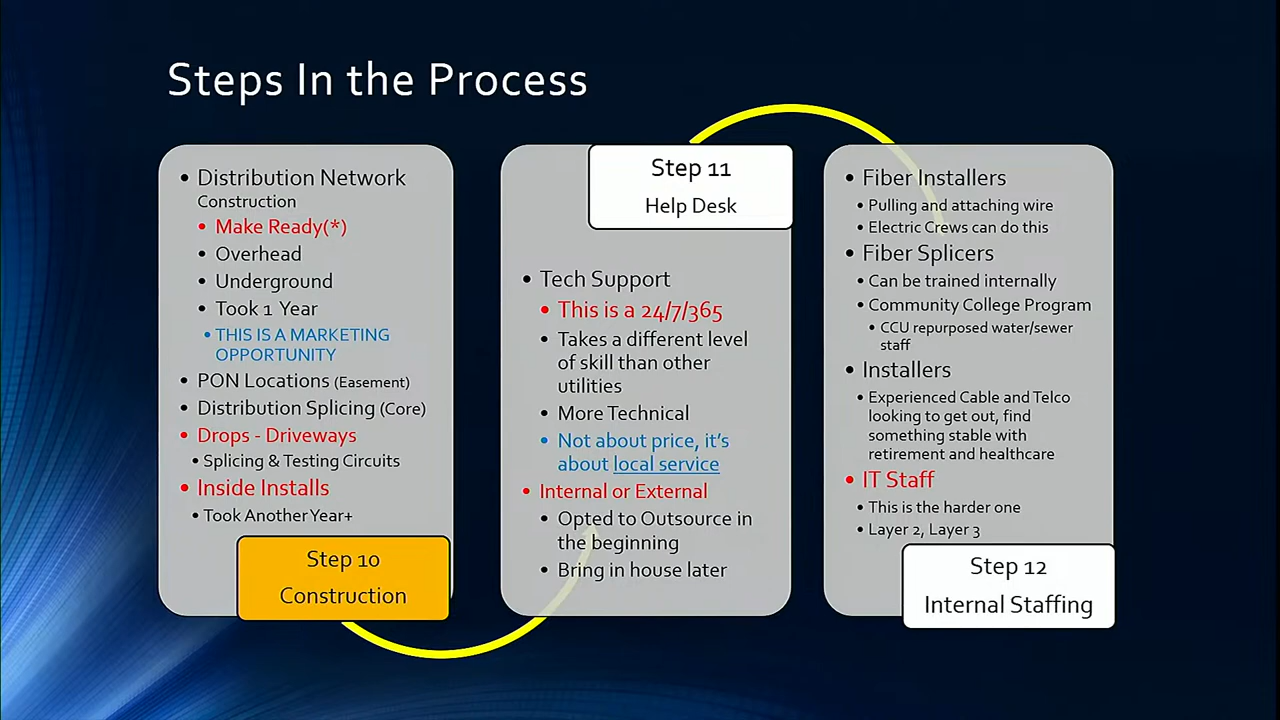 Steps In the Process
Distribution Network
Construction
Make Ready(*)
Overhead
Underground
Took 1 Year
THIS IS A MARKETING
OPPORTUNITY
PON Locations (Easement)
Distribution Splicing (Core)
Drops - Driveways
Splicing & Testing Circuits
Inside Installs
Took Another Year+
Step 10
Construction
Step 11
Help Desk
Tech Support
This is a 24/7/365
Takes a different level
of skill than other
utilities
More Technical
Not about price, it's
about local service
Internal or External
Opted to Outsource in
the beginning
Bring in house later
Fiber Installers
Pulling and attaching wire
Electric Crews can do this
Fiber Splicers
Can be trained internally
Community College Program
CCU repurposed water/sewer
staff
Installers
Experienced Cable and Telco
looking to get out, find
something stable with
retirement and healthcare
IT Staff
This is the harder one
Layer 2, Layer 3
Step 12
Internal Staffing